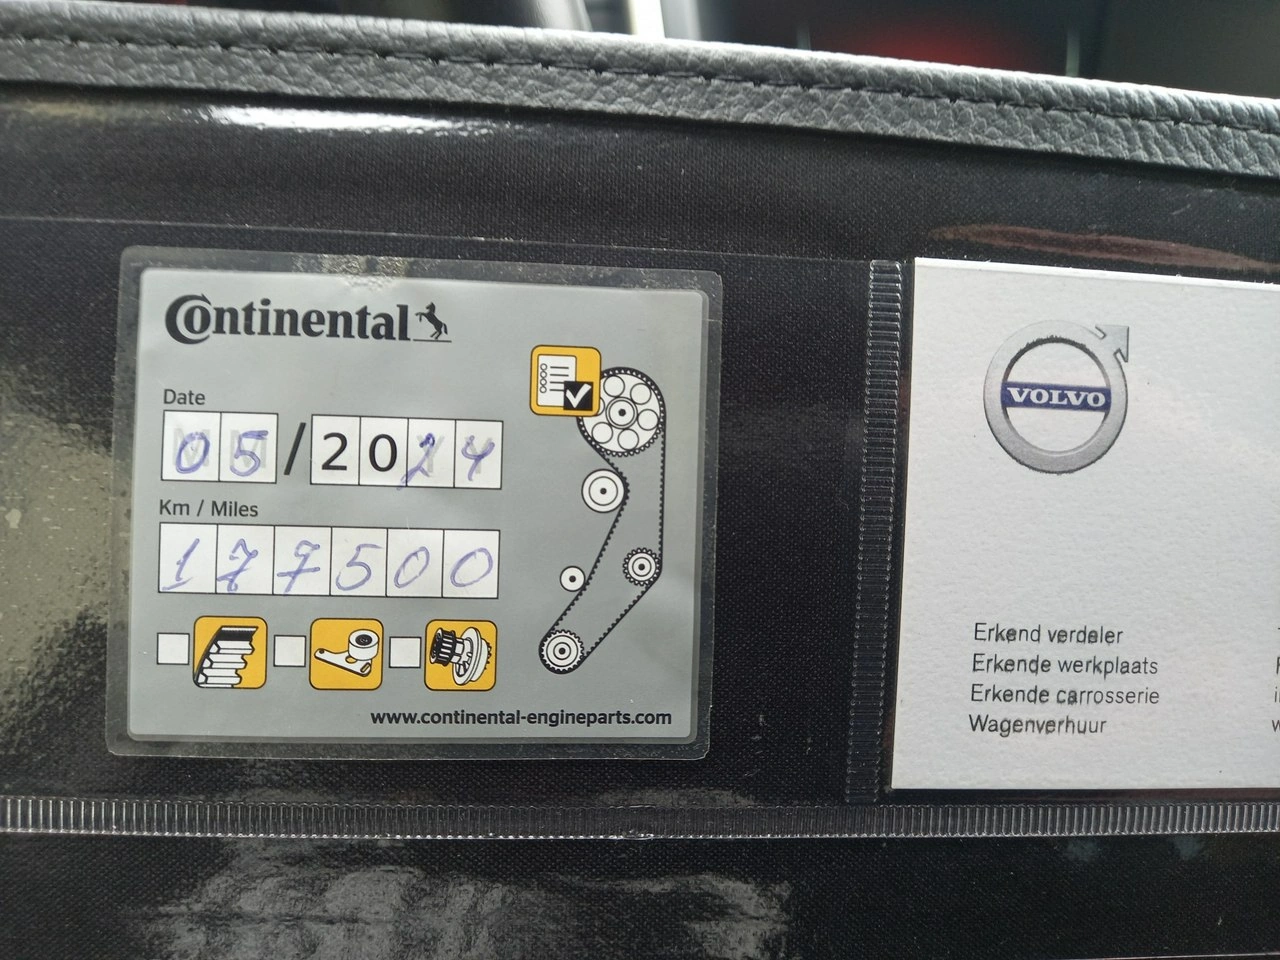 Continental
Date
05/2024
Km / Miles
177500
www.continental-engineparts.com
VOLVO
Erkend verdeler
Erkende werkplaats
Erkende carrosserie
Wagenverhuur